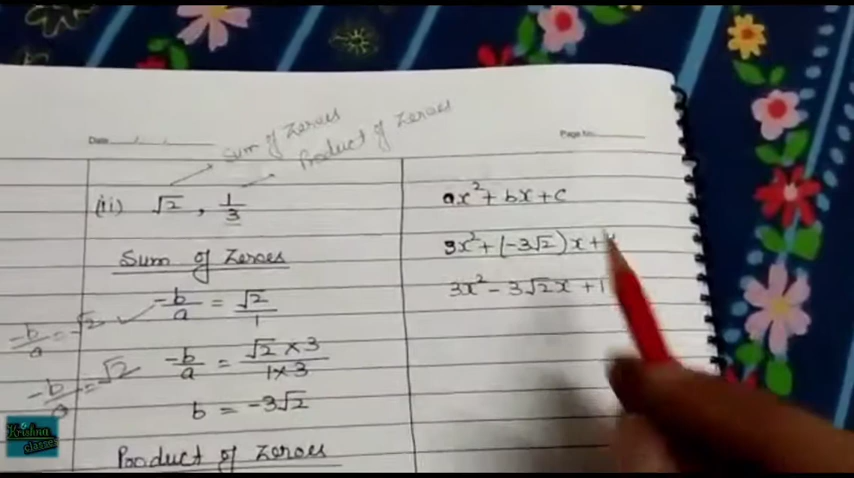 Date
Page No.
Sum of Zeroes
Product of Zeroes
(ii) √2 , 1/3
Sum of Zeroes
-b/a = √2/1
-b/a = √2
-b/a = √2×3/1×3
-b/a = √2
b = -3√2
Product of Zeroes
ax²+bx+c
3x²+(-3√2)x+
3x²-3√2x+1
Krishna
classes